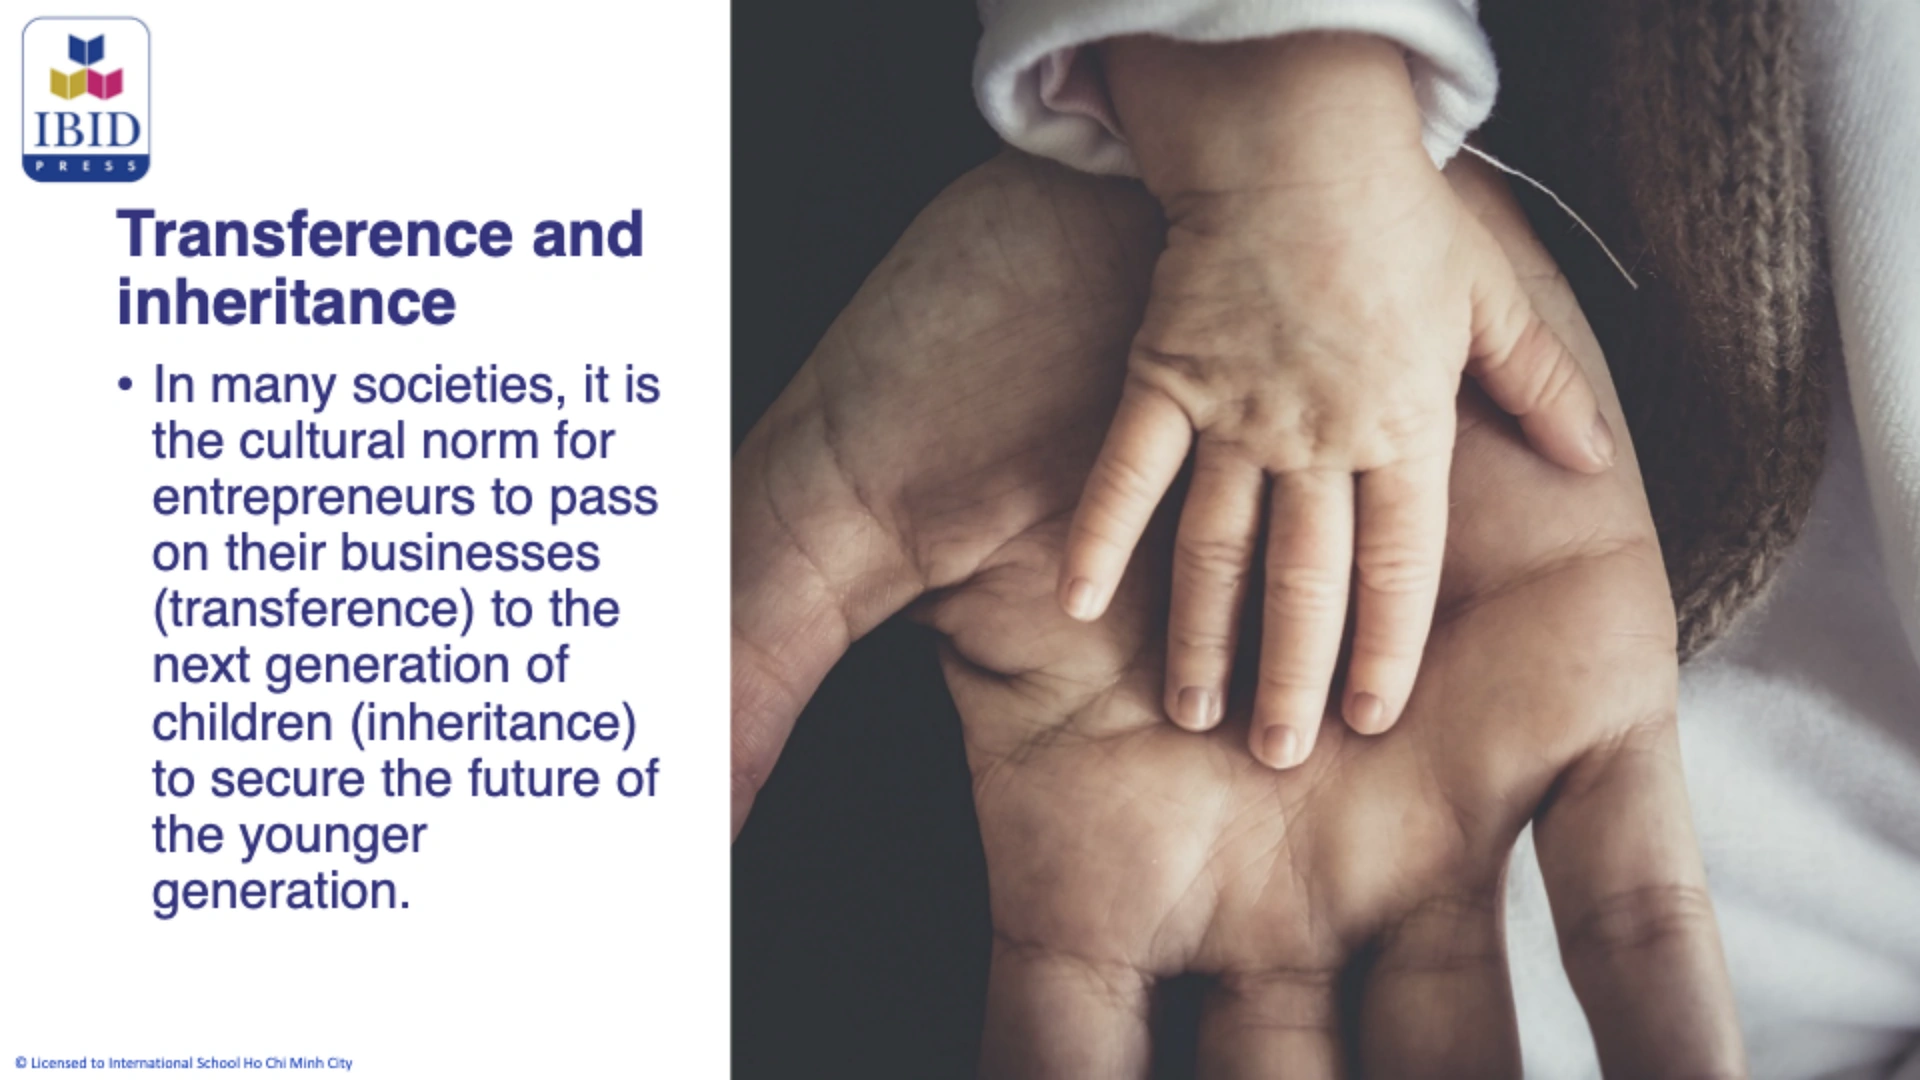 IBID
PRESS
Transference and
inheritance
• In many societies, it is
the cultural norm for
entrepreneurs to pass
on their businesses
(transference) to the
next generation of
children (inheritance)
to secure the future of
the younger
generation.
© Licensed to International School Ho Chi Minh City